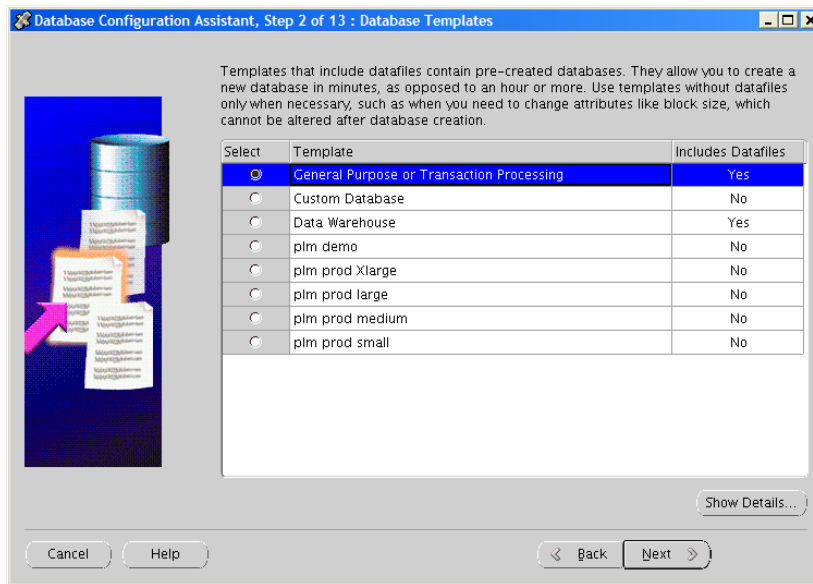 Database Configuration Assistant, Step 2 of 13 : Database Templates
Templates that include datafiles contain pre-created databases. They allow you to create a
new database in minutes, as opposed to an hour or more. Use templates without datafiles
only when necessary, such as when you need to change attributes like block size, which
cannot be altered after database creation.
Select Template Includes Datafiles
General Purpose or Transaction Processing Yes
Custom Database No
Data Warehouse Yes
plm demo No
plm prod Xlarge No
plm prod large No
plm prod medium No
plm prod small No
Show Details...
Cancel Help Back Next